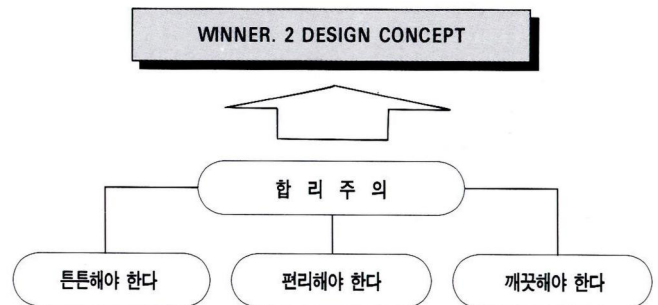 WINNER. 2 DESIGN CONCEPT
합 리 주 의
튼튼해야 한다
편리해야 한다
깨끗해야 한다